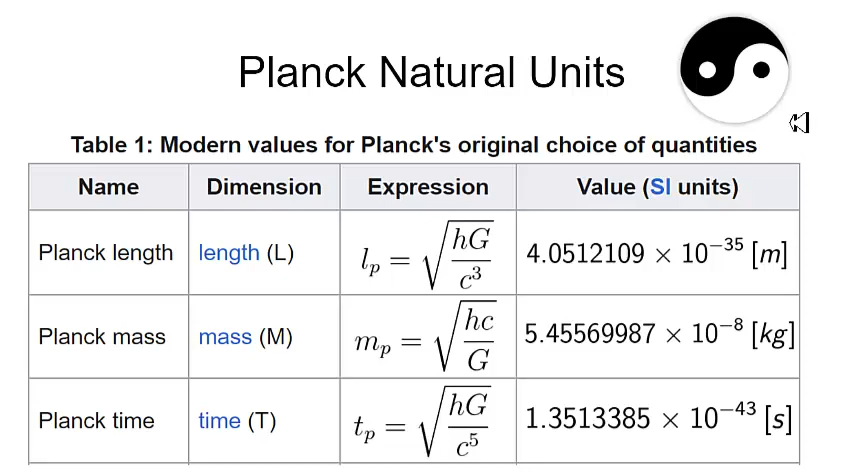 Planck Natural Units
Table 1: Modern values for Planck's original choice of quantities
Name Dimension Expression Value (SI units)
Planck length length (L) l_p = √(hG/c³) 4.0512109 × 10⁻³⁵ [m]
Planck mass mass (M) m_p = √(hc/G) 5.45569987 × 10⁻⁸ [kg]
Planck time time (T) t_p = √(hG/c⁵) 1.3513385 × 10⁻⁴³ [s]